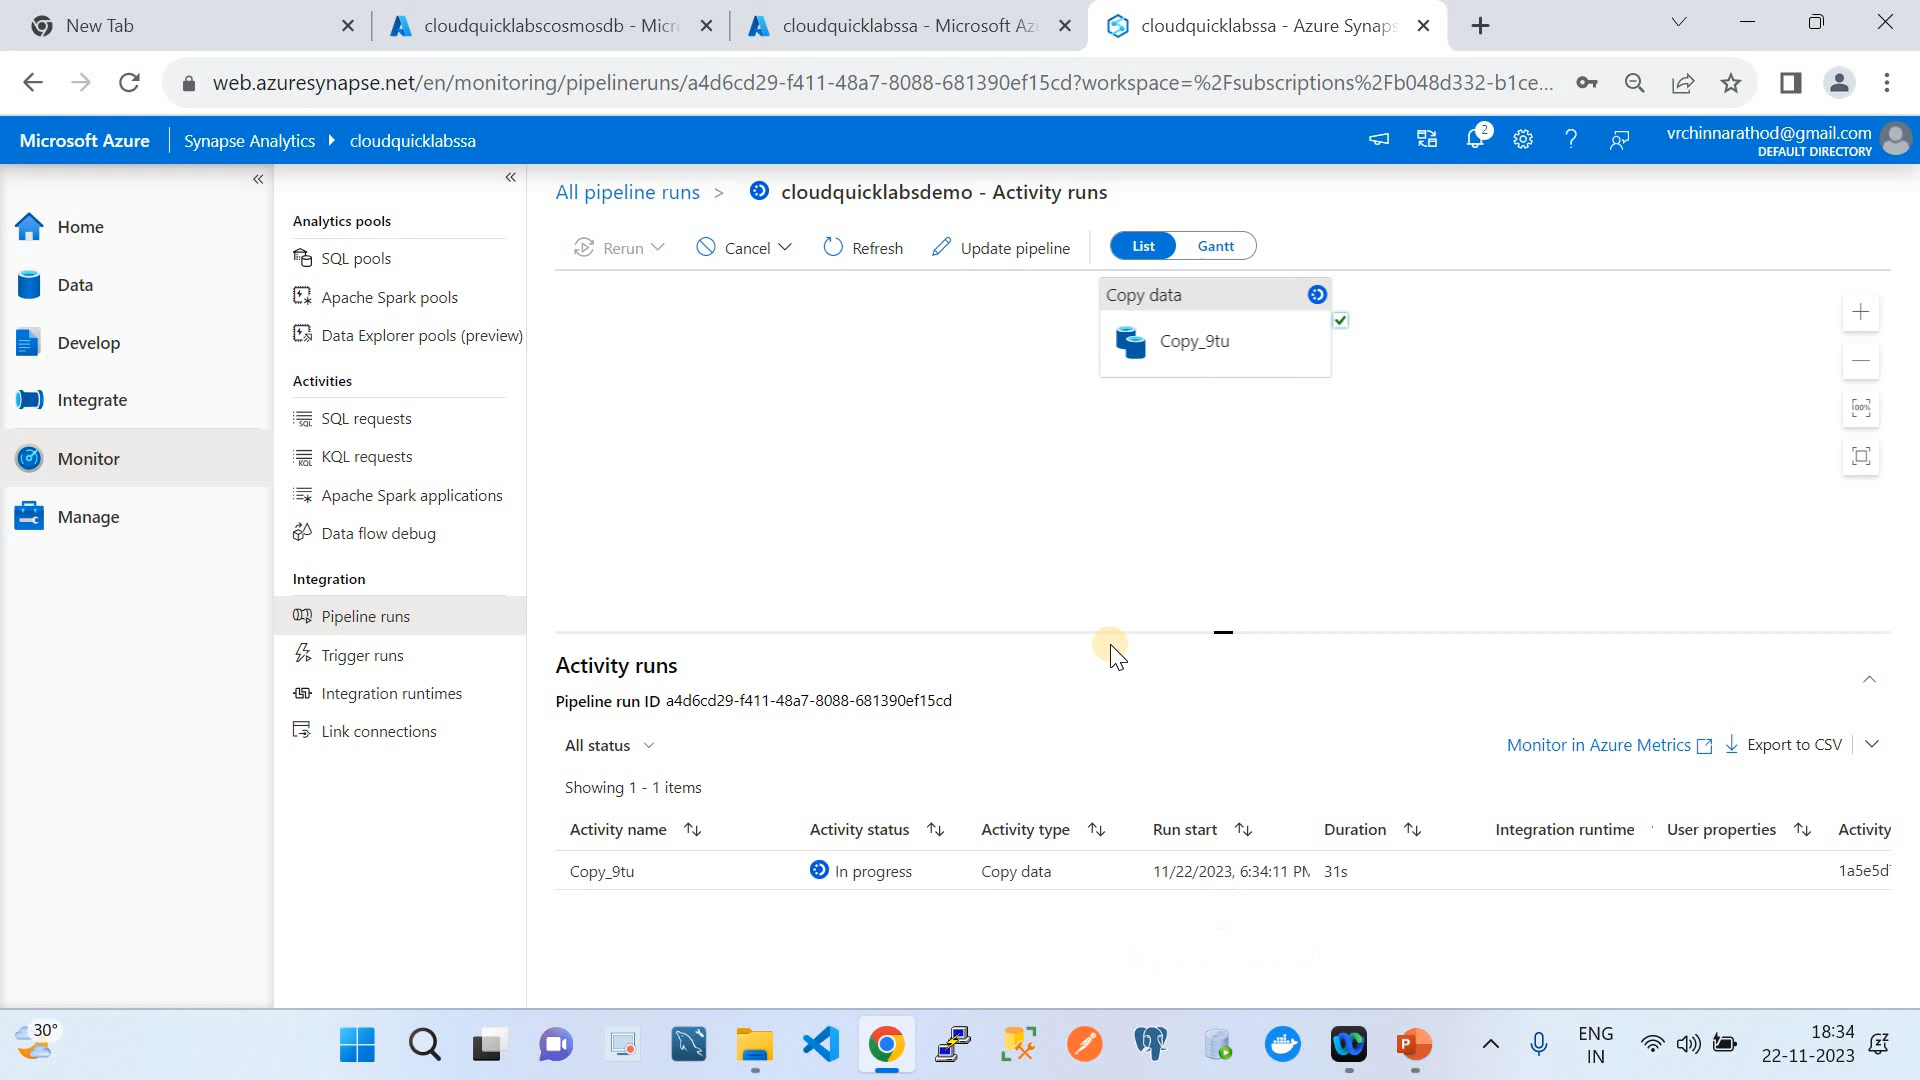 New Tab
cloudquicklabscosmosdb - Micr
cloudquicklabssa - Microsoft Az
cloudquicklabssa - Azure Synaps
web.azuresynapse.net/en/monitoring/pipelineruns/a4d6cd29-f411-48a7-8088-681390ef15cd?workspace=%2Fsubscriptions%2Fb048d332-b1ce...
Microsoft Azure
Synapse Analytics
cloudquicklabssa
2
vrchinnarathod@gmail.com
DEFAULT DIRECTORY
Home
Data
Develop
Integrate
Monitor
Manage
Analytics pools
SQL pools
Apache Spark pools
Data Explorer pools (preview)
Activities
SQL requests
KQL requests
Apache Spark applications
Data flow debug
Integration
Pipeline runs
Trigger runs
Integration runtimes
Link connections
All pipeline runs > cloudquicklabsdemo - Activity runs
Rerun
Cancel
Refresh
Update pipeline
List
Gantt
Copy data
Copy_9tu
100%
Activity runs
Pipeline run ID a4d6cd29-f411-48a7-8088-681390ef15cd
All status
Monitor in Azure Metrics
Export to CSV
Showing 1 - 1 items
Activity name
Activity status
Activity type
Run start
Duration
Integration runtime
User properties
Activity
Copy_9tu
In progress
Copy data
11/22/2023, 6:34:11 PM
31s
1a5e5d
30°
ENG
IN
18:34
22-11-2023